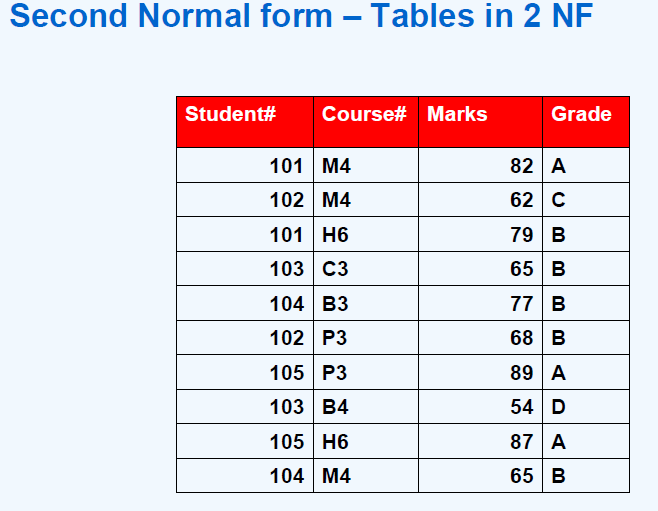 Second Normal form – Tables in 2 NF
Student# Course# Marks Grade
101 M4 82 A
102 M4 62 C
101 H6 79 B
103 C3 65 B
104 B3 77 B
102 P3 68 B
105 P3 89 A
103 B4 54 D
105 H6 87 A
104 M4 65 B